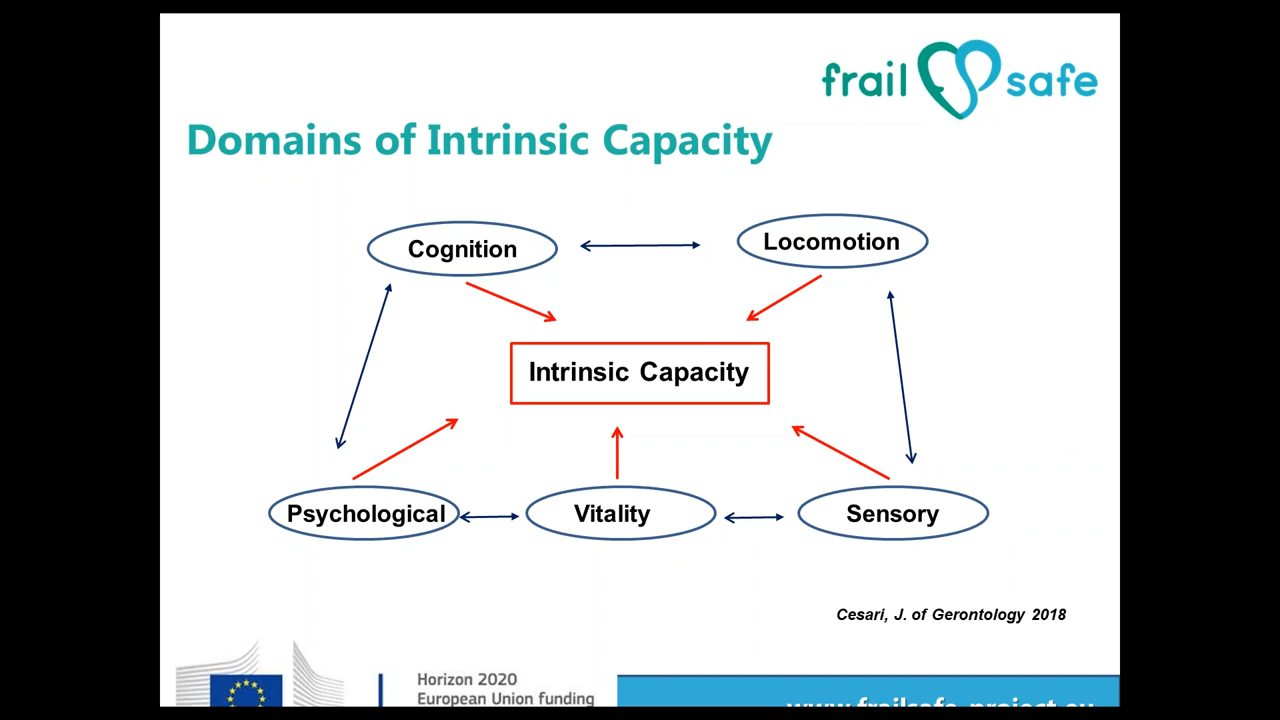 frail safe
Domains of Intrinsic Capacity
Cognition
Locomotion
Intrinsic Capacity
Psychological
Vitality
Sensory
Cesari, J. of Gerontology 2018
Horizon 2020
European Union funding
www.frailsafe-project.eu